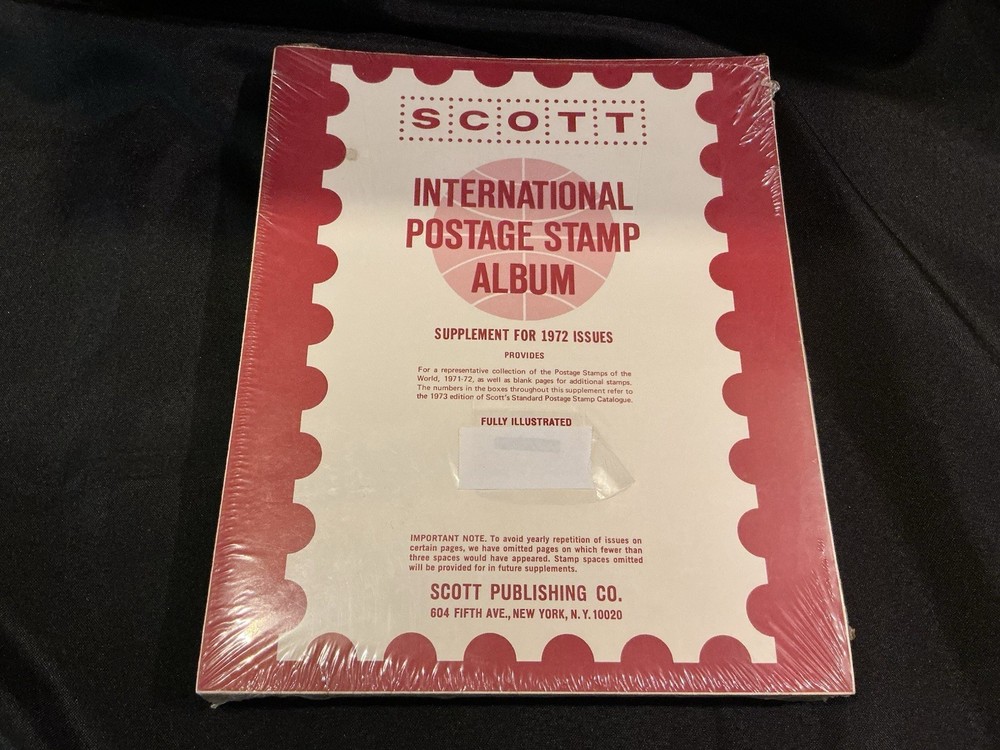 SCOTT
INTERNATIONAL
POSTAGE STAMP
ALBUM
SUPPLEMENT FOR 1972 ISSUES
PROVIDES
For a representative collection of the Postage Stamps of the
World, 1971-72, as well as blank pages for additional stamps.
The numbers in the boxes throughout this supplement refer to
the 1973 edition of Scott's Standard Postage Stamp Catalogue.
FULLY ILLUSTRATED
IMPORTANT NOTE. To avoid yearly repetition of issues on
certain pages, we have omitted pages on which fewer than
three spaces would have appeared. Stamp spaces omitted
will be provided for in future supplements.
SCOTT PUBLISHING CO.
604 FIFTH AVE., NEW YORK, N. Y. 10020